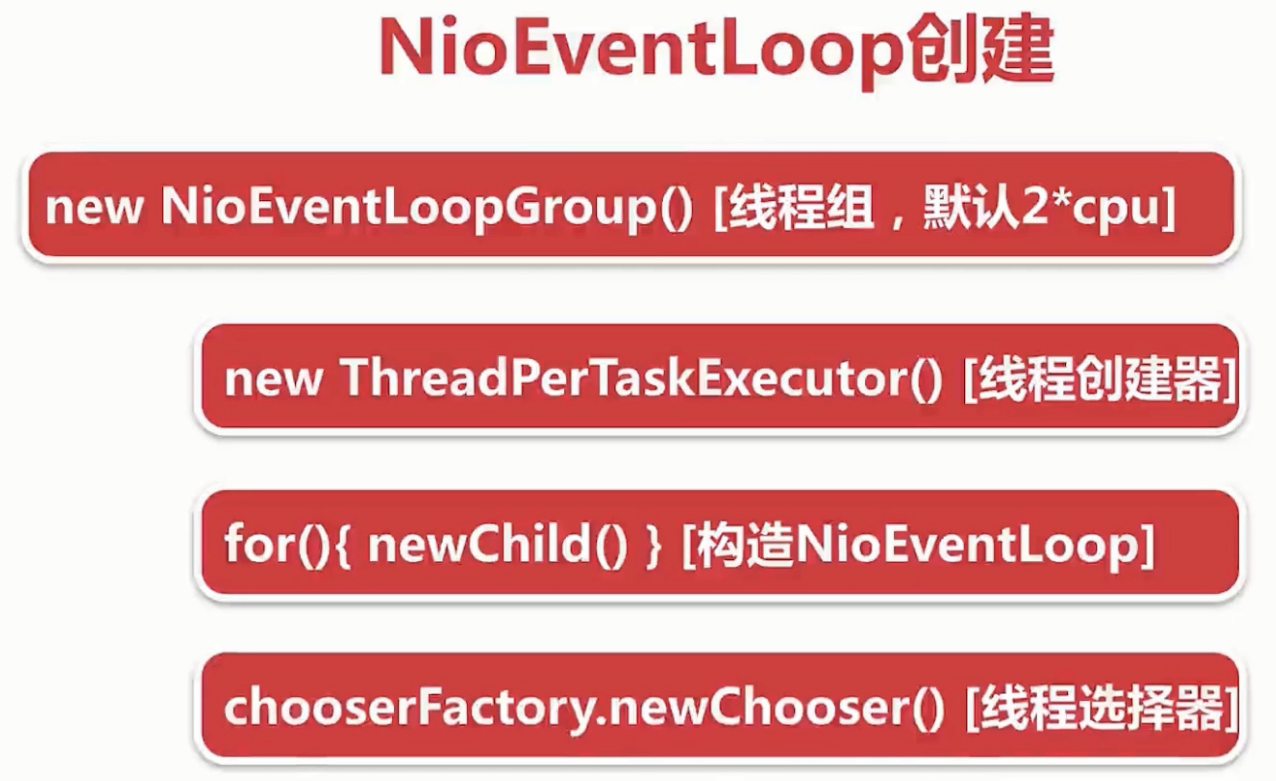 NioEventLoop创建
new NioEventLoopGroup() [线程组，默认2*cpu]
new ThreadPerTaskExecutor() [线程创建器]
for(){ newChild() } [构造NioEventLoop]
chooserFactory.newChooser() [线程选择器]